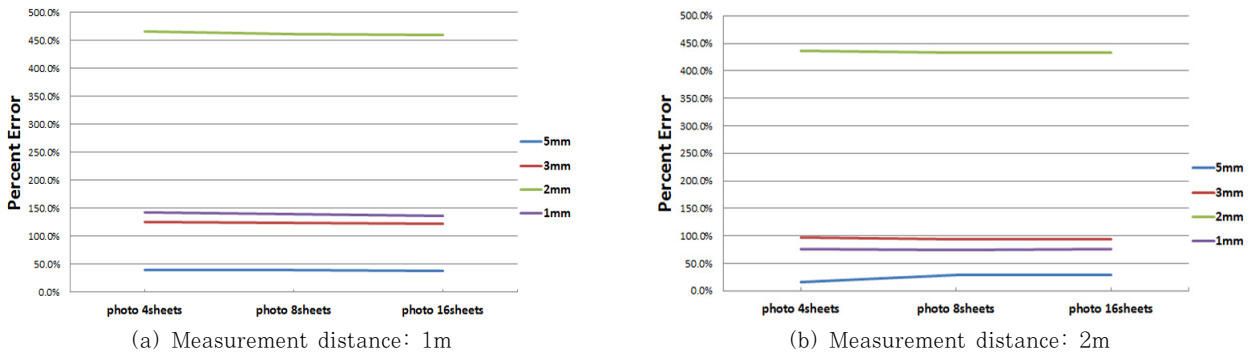 500.0%
450.0%
400.0%
350.0%
300.0%
250.0%
200.0%
150.0%
100.0%
50.0%
0.0%
Percent Error
photo 4sheets photo 8sheets photo 16sheets
5mm
3mm
2mm
1mm
(a) Measurement distance: 1m
500.0%
450.0%
400.0%
350.0%
300.0%
250.0%
200.0%
150.0%
100.0%
50.0%
0.0%
Percent Error
photo 4sheets photo 8sheets photo 16sheets
5mm
3mm
2mm
1mm
(b) Measurement distance: 2m